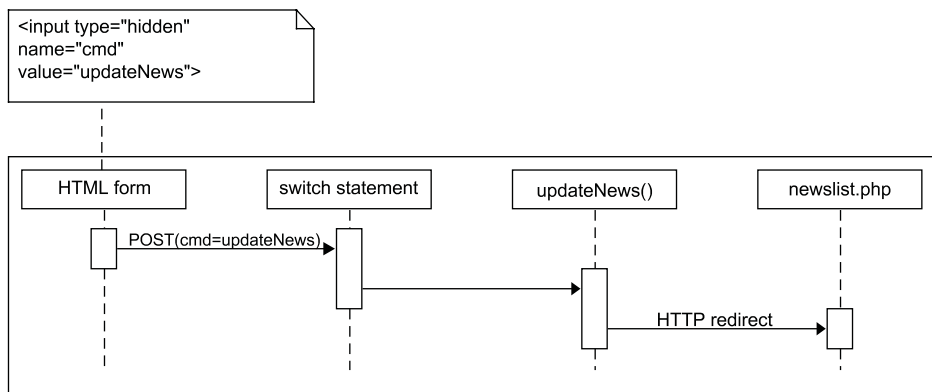 <input type="hidden"
name="cmd"
value="updateNews">
HTML form
switch statement
updateNews()
newslist.php
POST(cmd=updateNews)
HTTP redirect